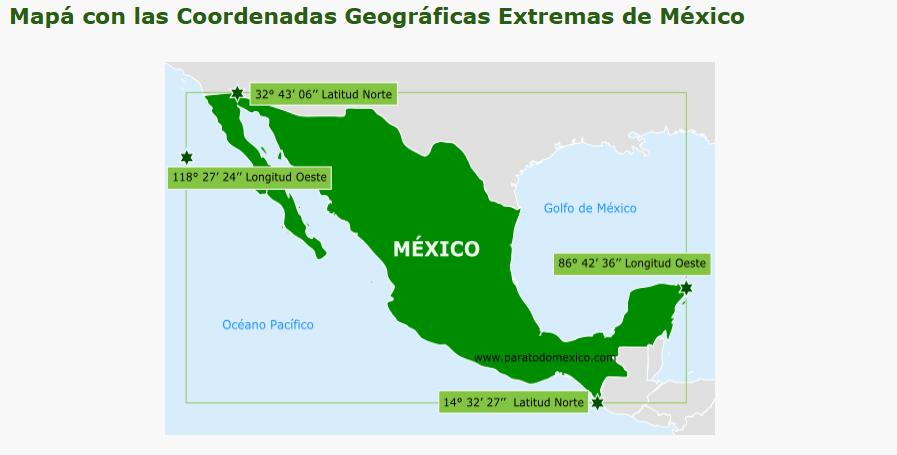 Mapá con las Coordenadas Geográficas Extremas de México
32° 43’ 06’’ Latitud Norte
118° 27’ 24’’ Longitud Oeste
Golfo de México
MÉXICO
86° 42’ 36’’ Longitud Oeste
Océano Pacífico
www.paratodomexico.com
14° 32’ 27’’ Latitud Norte